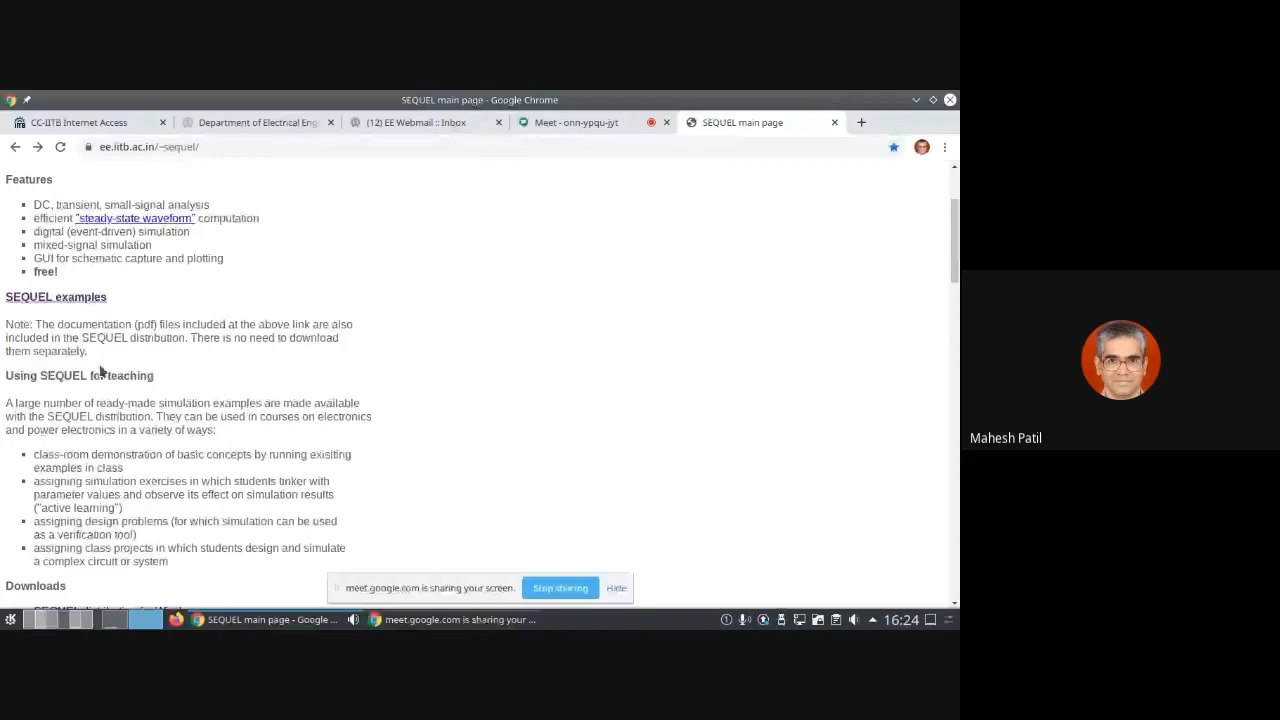 SEQUEL main page - Google Chrome
CC-IITB Internet Access
Department of Electrical Eng
(12) EE Webmail :: Inbox
Meet - onn-ypqu-jyt
SEQUEL main page
ee.iitb.ac.in/~sequel/
Features
DC, transient, small-signal analysis
efficient "steady-state waveform" computation
digital (event-driven) simulation
mixed-signal simulation
GUI for schematic capture and plotting
free!
SEQUEL examples
Note: The documentation (pdf) files included at the above link are also
included in the SEQUEL distribution. There is no need to download
them separately.
Using SEQUEL for teaching
A large number of ready-made simulation examples are made available
with the SEQUEL distribution. They can be used in courses on electronics
and power electronics in a variety of ways:
class-room demonstration of basic concepts by running exisiting
examples in class
assigning simulation exercises in which students tinker with
parameter values and observe its effect on simulation results
("active learning")
assigning design problems (for which simulation can be used
as a verification tool)
assigning class projects in which students design and simulate
a complex circuit or system
Downloads
meet.google.com is sharing your screen.
Stop sharing
Hide
SEQUEL main page - Google ...
meet.google.com is sharing your ...
16:24
Mahesh Patil